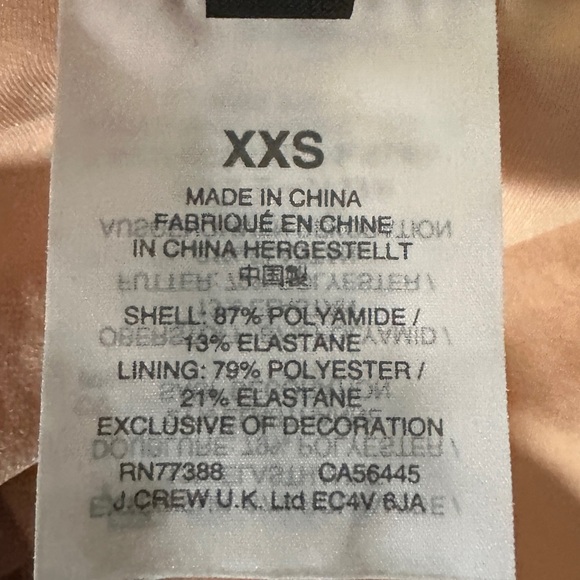 XXS
MADE IN CHINA
FABRIQUÉ EN CHINE
IN CHINA HERGESTELLT
中国製
SHELL: 87% POLYAMIDE /
13% ELASTANE
LINING: 79% POLYESTER /
21% ELASTANE
EXCLUSIVE OF DECORATION
RN77388 CA56445
J.CREW U.K. Ltd EC4V 6JA